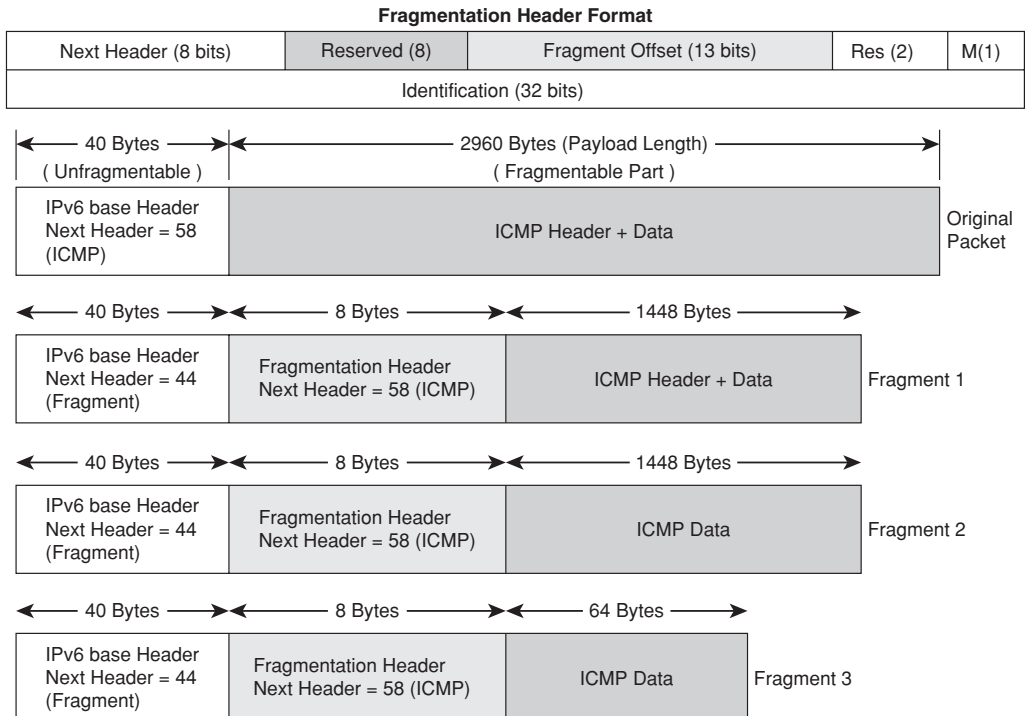 Fragmentation Header Format
Next Header (8 bits) Reserved (8) Fragment Offset (13 bits) Res (2) M(1)
Identification (32 bits)
40 Bytes 2960 Bytes (Payload Length)
( Unfragmentable ) ( Fragmentable Part )
IPv6 base Header
Next Header = 58
(ICMP)
ICMP Header + Data
Original
Packet
40 Bytes 8 Bytes 1448 Bytes
IPv6 base Header
Next Header = 44
(Fragment)
Fragmentation Header
Next Header = 58 (ICMP)
ICMP Header + Data
Fragment 1
40 Bytes 8 Bytes 1448 Bytes
IPv6 base Header
Next Header = 44
(Fragment)
Fragmentation Header
Next Header = 58 (ICMP)
ICMP Data
Fragment 2
40 Bytes 8 Bytes 64 Bytes
IPv6 base Header
Next Header = 44
(Fragment)
Fragmentation Header
Next Header = 58 (ICMP)
ICMP Data
Fragment 3